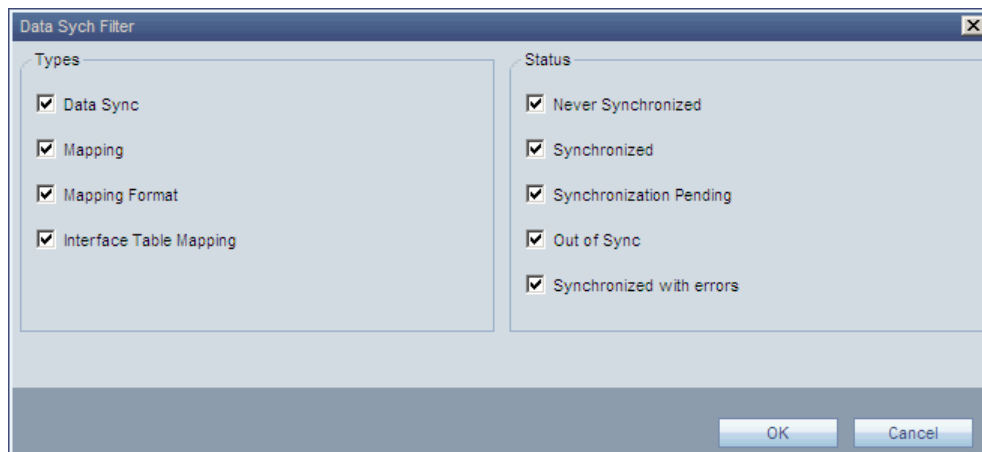 Data Sych Filter
Types
Data Sync
Mapping
Mapping Format
Interface Table Mapping
Status
Never Synchronized
Synchronized
Synchronization Pending
Out of Sync
Synchronized with errors
OK
Cancel